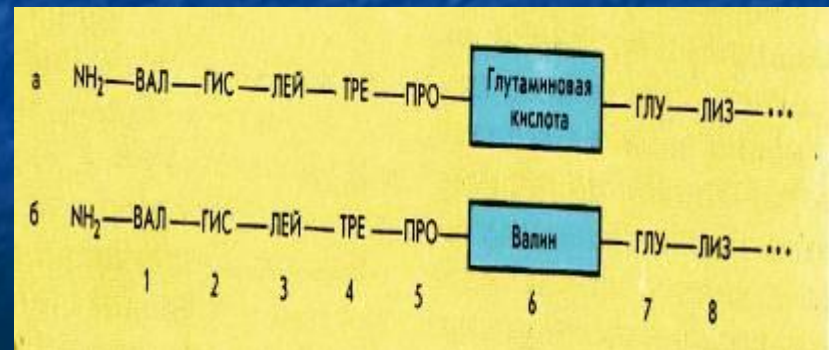 а NH₂—ВАЛ—ГИС—ЛЕЙ—ТРЕ—ПРО—Глутаминовая кислота—ГЛУ—ЛИЗ—•••
б NH₂—ВАЛ—ГИС—ЛЕЙ—ТРЕ—ПРО—Валин—ГЛУ—ЛИЗ—•••
1 2 3 4 5 6 7 8